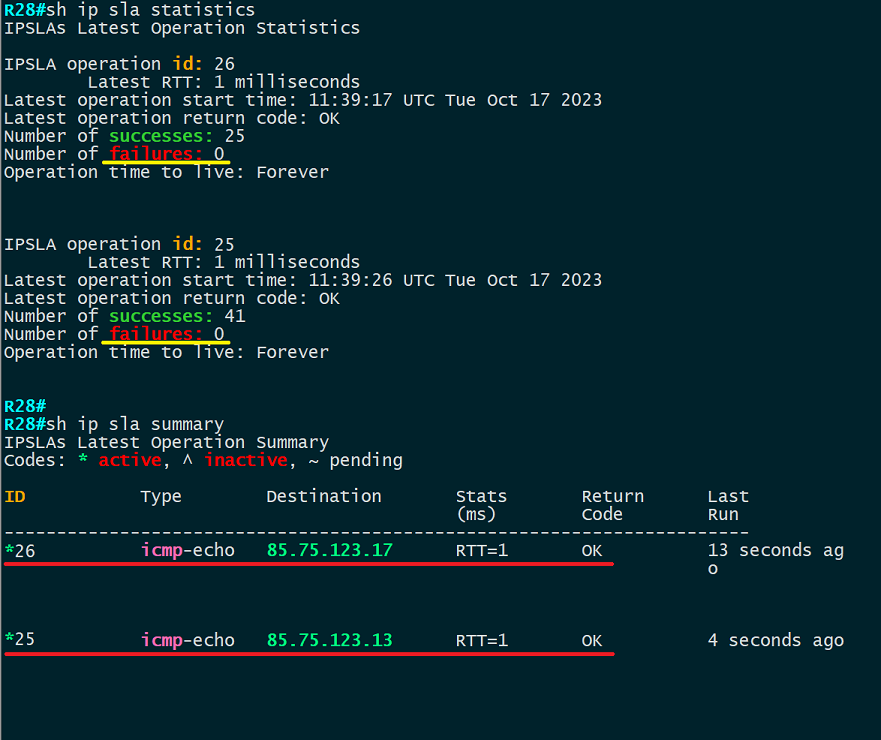 R28#sh ip sla statistics
IPSLAs Latest Operation Statistics
IPSLA operation id: 26
Latest RTT: 1 milliseconds
Latest operation start time: 11:39:17 UTC Tue Oct 17 2023
Latest operation return code: OK
Number of successes: 25
Number of failures: 0
Operation time to live: Forever
IPSLA operation id: 25
Latest RTT: 1 milliseconds
Latest operation start time: 11:39:26 UTC Tue Oct 17 2023
Latest operation return code: OK
Number of successes: 41
Number of failures: 0
Operation time to live: Forever
R28#
R28#sh ip sla summary
IPSLAs Latest Operation Summary
Codes: * active, ^ inactive, ~ pending
ID Type Destination Stats Return Last
(ms) Code Run
-----------------------------------------------------------------------
*26 icmp-echo 85.75.123.17 RTT=1 OK 13 seconds ag
o
*25 icmp-echo 85.75.123.13 RTT=1 OK 4 seconds ago